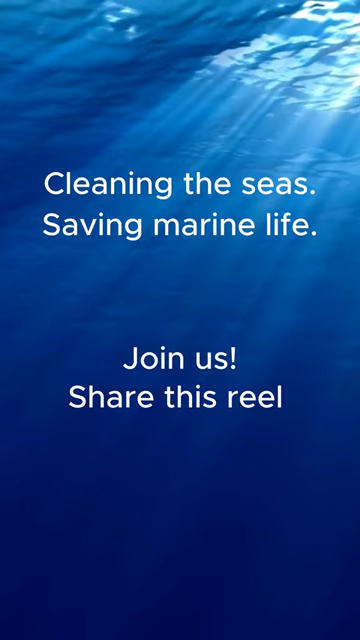 Cleaning the seas.
Saving marine life.
Join us!
Share this reel